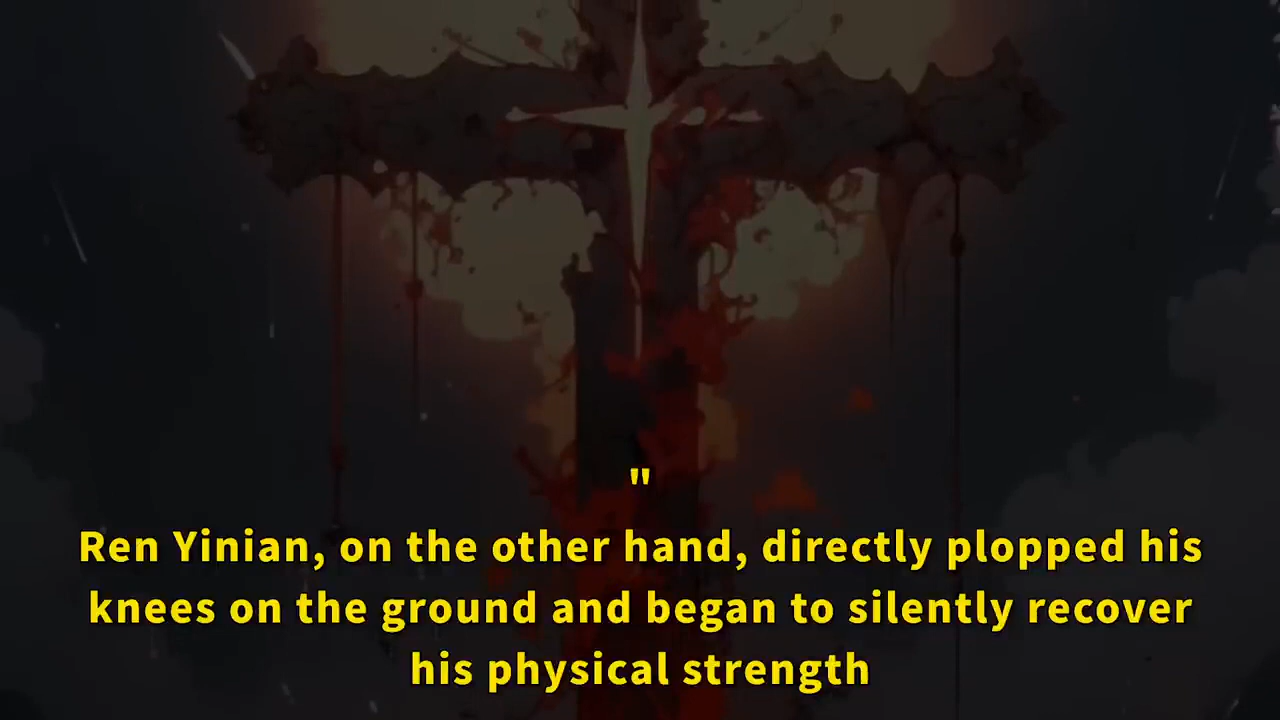 "
Ren Yinian, on the other hand, directly plopped his
knees on the ground and began to silently recover
his physical strength